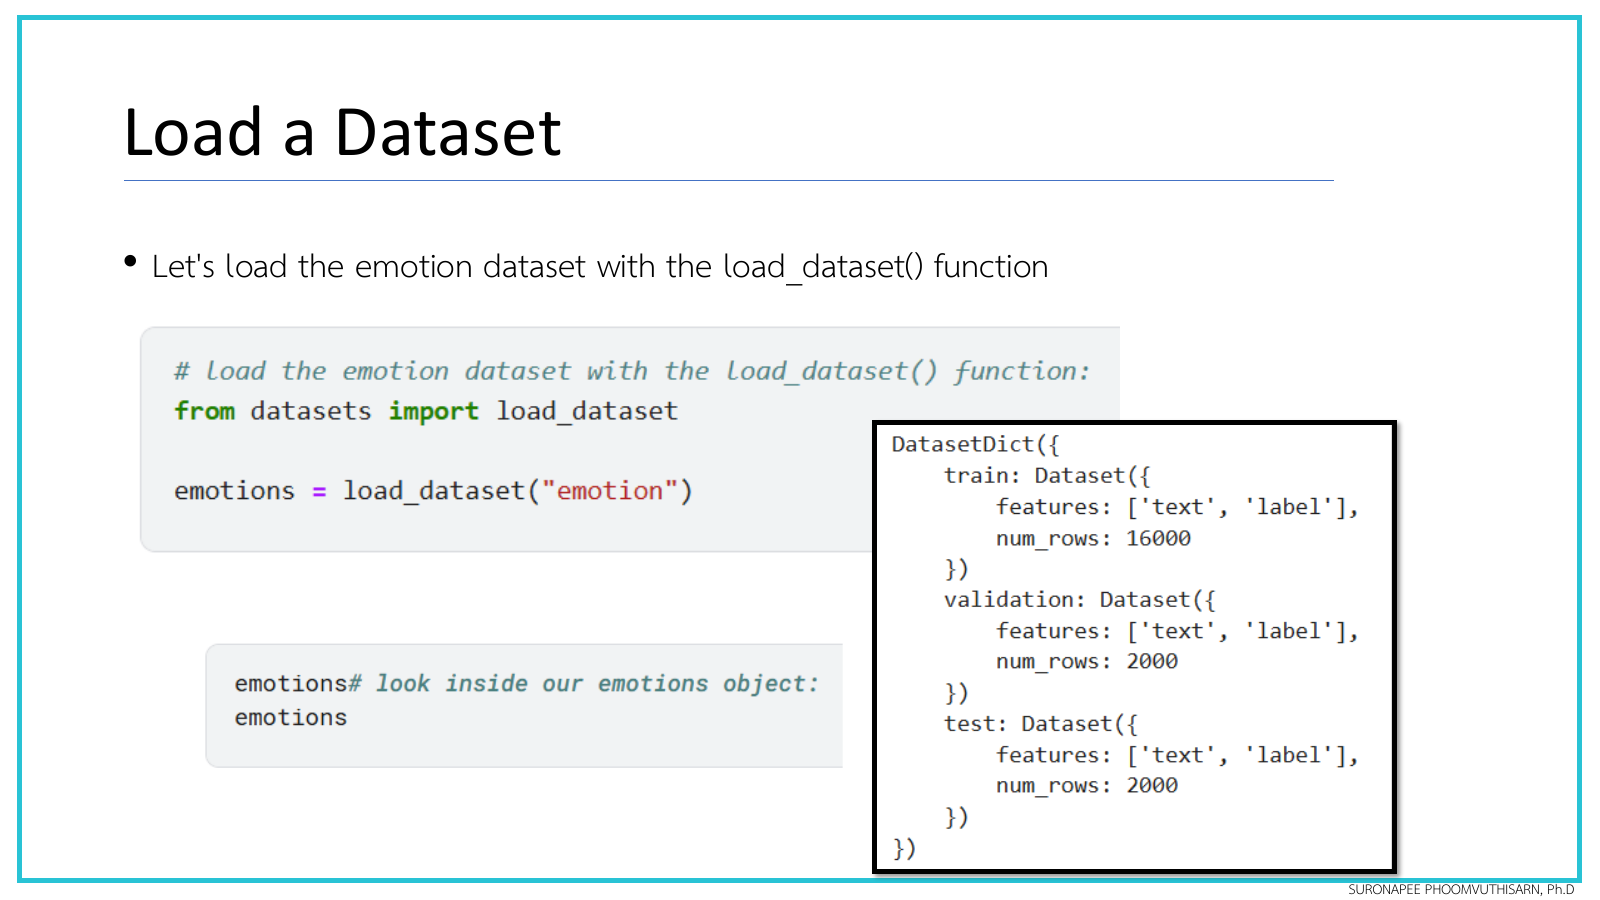 Load a Dataset
• Let's load the emotion dataset with the load_dataset() function
# load the emotion dataset with the load_dataset() function:
from datasets import load_dataset
emotions = load_dataset("emotion")
emotions# look inside our emotions object:
emotions
DatasetDict({
    train: Dataset({
        features: ['text', 'label'],
        num_rows: 16000
    })
    validation: Dataset({
        features: ['text', 'label'],
        num_rows: 2000
    })
    test: Dataset({
        features: ['text', 'label'],
        num_rows: 2000
    })
})
SURONAPEE PHOOMVUTHISARN, Ph.D